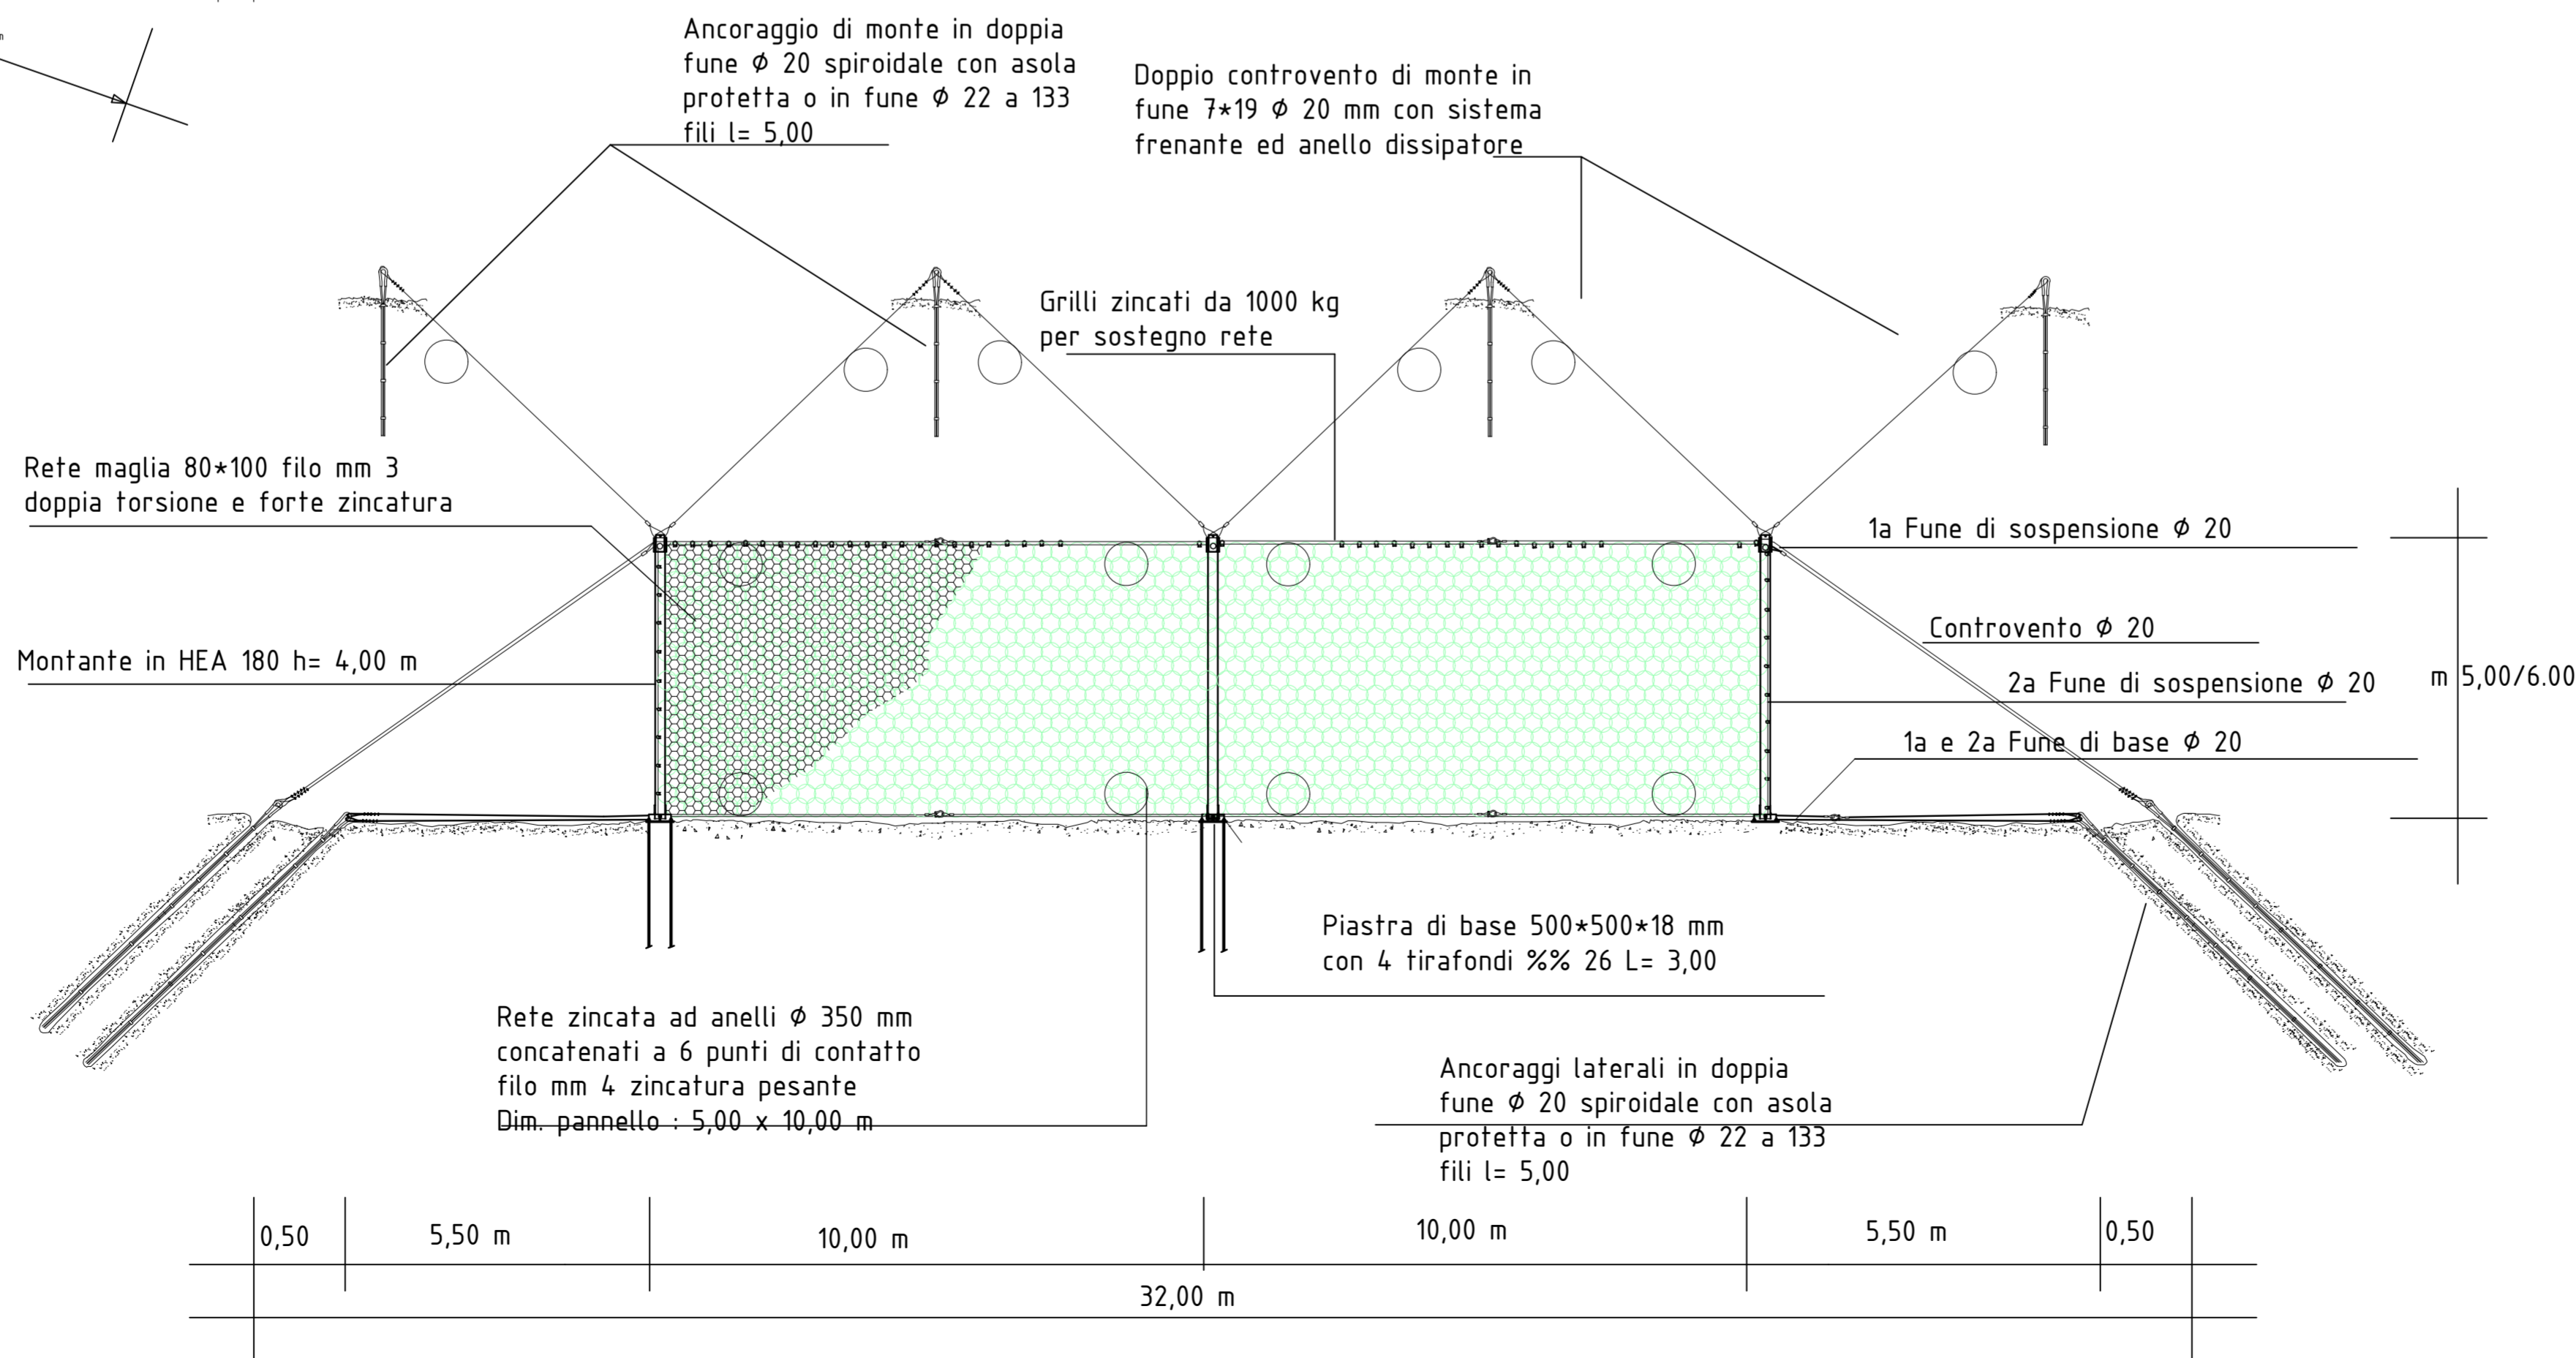 Ancoraggio di monte in doppia
fune ϕ 20 spiroidale con asola
protetta o in fune ϕ 22 a 133
fili l= 5,00
Doppio controvento di monte in
fune 7*19 ϕ 20 mm con sistema
frenante ed anello dissipatore
Grilli zincati da 1000 kg
per sostegno rete
Rete maglia 80*100 filo mm 3
doppia torsione e forte zincatura
1a Fune di sospensione ϕ 20
Controvento ϕ 20
Montante in HEA 180 h= 4,00 m
2a Fune di sospensione ϕ 20
m 5,00/6.00
1a e 2a Fune di base ϕ 20
Piastra di base 500*500*18 mm
con 4 tirafondi %% 26 L= 3,00
Rete zincata ad anelli ϕ 350 mm
concatenati a 6 punti di contatto
filo mm 4 zincatura pesante
Dim. pannello : 5,00 x 10,00 m
Ancoraggi laterali in doppia
fune ϕ 20 spiroidale con asola
protetta o in fune ϕ 22 a 133
fili l= 5,00
0,50
5,50 m
10,00 m
10,00 m
5,50 m
0,50
32,00 m